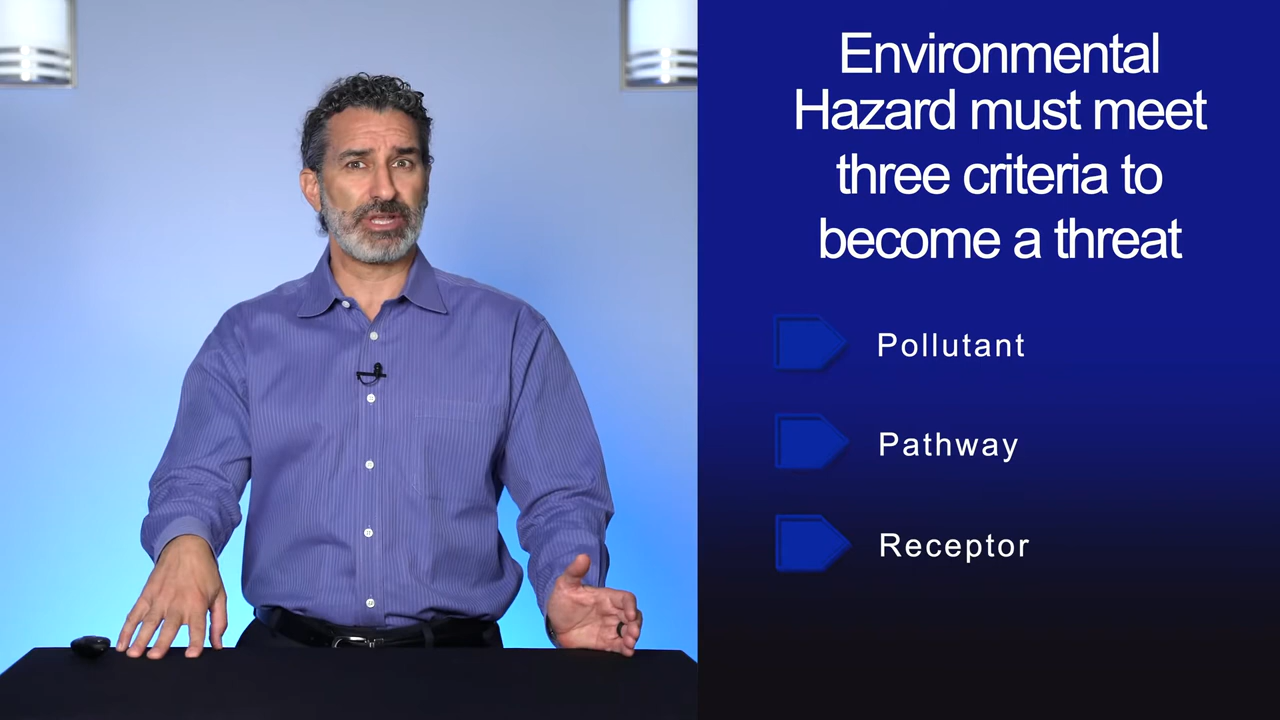 Environmental
Hazard must meet
three criteria to
become a threat
Pollutant
Pathway
Receptor